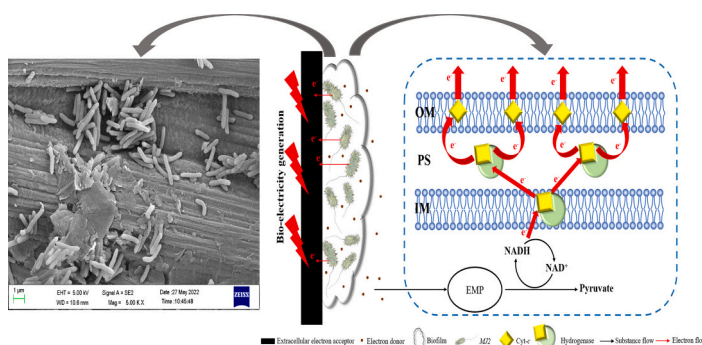 1 μm
EHT = 5.00 kV
Signal A = SE2
Date :27 May 2022
WD = 10.6 mm
Mag = 5.00 K X
Time :10:45:48
ZEISS
Bio-electricity generation
e⁻
e⁻
e⁻
e⁻
e⁻ e⁻ e⁻ e⁻
OM
e⁻ e⁻ e⁻ e⁻
PS
e⁻ e⁻
IM
e⁻
NADH
NAD⁺
EMP
Pyruvate
Extracellular electron acceptor
Electron donor
Biofilm
MJ2
Cyt-c
Hydrogenase
Substance flow
Electron flo